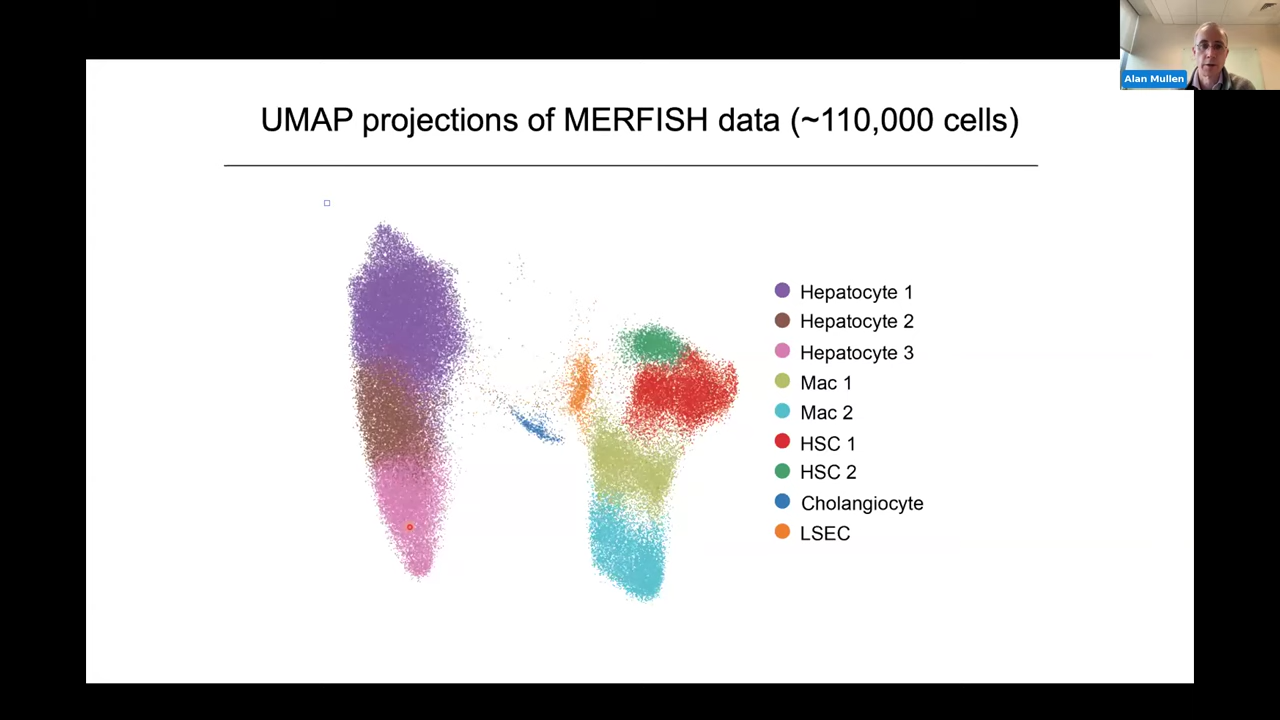 Alan Mullen
UMAP projections of MERFISH data (~110,000 cells)
Hepatocyte 1
Hepatocyte 2
Hepatocyte 3
Mac 1
Mac 2
HSC 1
HSC 2
Cholangiocyte
LSEC